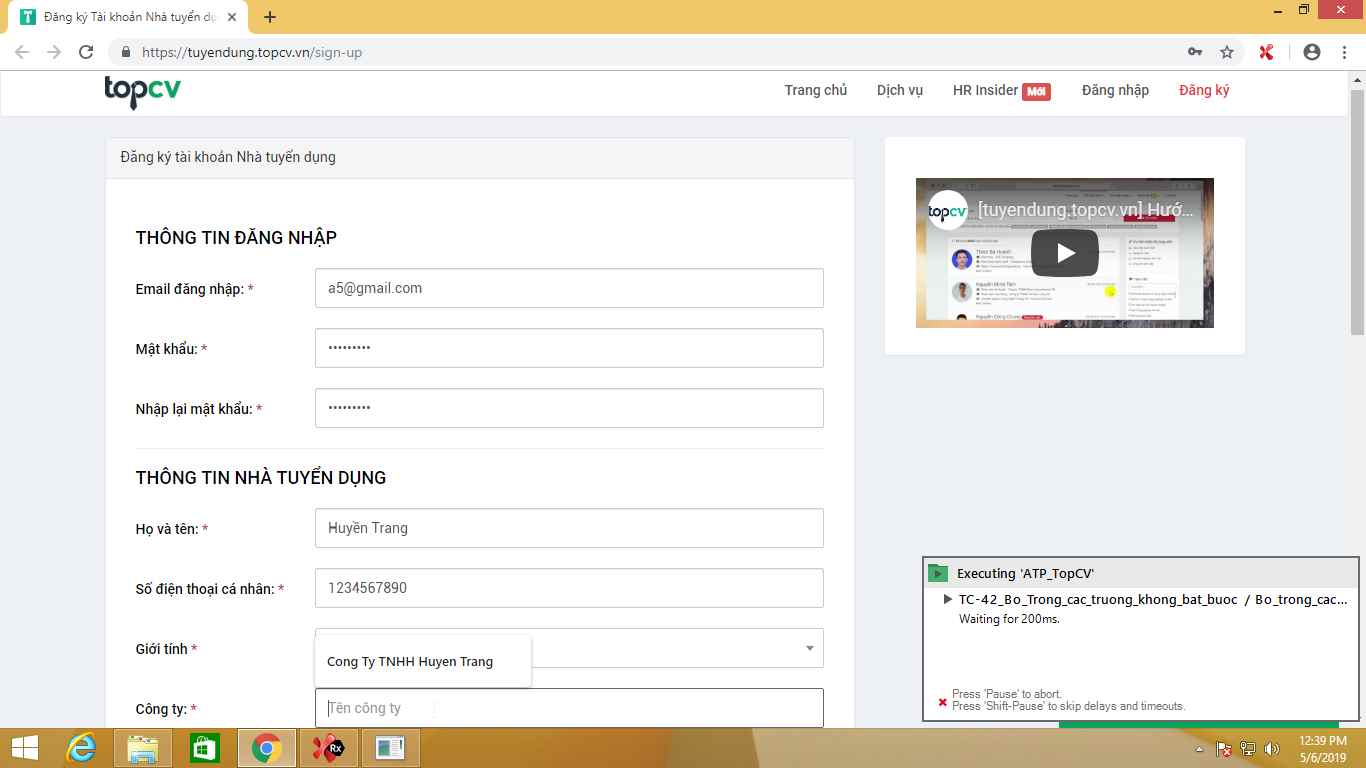 Đăng ký Tài khoản Nhà tuyển dụ
https://tuyendung.topcv.vn/sign-up
topcv
Trang chủ
Dịch vụ
HR Insider Mới
Đăng nhập
Đăng ký
Đăng ký tài khoản Nhà tuyển dụng
THÔNG TIN ĐĂNG NHẬP
Email đăng nhập: *
a5@gmail.com
Mật khẩu: *
•••••••••
Nhập lại mật khẩu: *
•••••••••
THÔNG TIN NHÀ TUYỂN DỤNG
Họ và tên: *
Huyền Trang
Số điện thoại cá nhân: *
1234567890
Giới tính *
Cong Ty TNHH Huyen Trang
Công ty: *
Tên công ty
topcv
[tuyendung.topcv.vn] Hướ...
Executing 'ATP_TopCV'
TC-42_Bo_Trong_cac_truong_khong_bat_buoc / Bo_trong_cac...
Waiting for 200ms.
Press 'Pause' to abort.
Press 'Shift-Pause' to skip delays and timeouts.
Rx
12:39 PM
5/6/2019